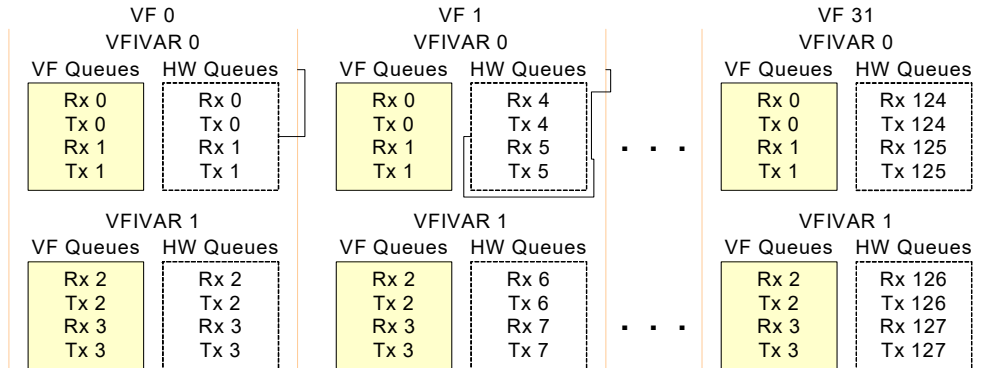 VF 0
VFIVAR 0
VF Queues HW Queues
Rx 0 Rx 0
Tx 0 Tx 0
Rx 1 Rx 1
Tx 1 Tx 1
VFIVAR 1
VF Queues HW Queues
Rx 2 Rx 2
Tx 2 Tx 2
Rx 3 Rx 3
Tx 3 Tx 3
VF 1
VFIVAR 0
VF Queues HW Queues
Rx 0 Rx 4
Tx 0 Tx 4
Rx 1 Rx 5
Tx 1 Tx 5
VFIVAR 1
VF Queues HW Queues
Rx 2 Rx 6
Tx 2 Tx 6
Rx 3 Rx 7
Tx 3 Tx 7
. . .
. . .
VF 31
VFIVAR 0
VF Queues HW Queues
Rx 0 Rx 124
Tx 0 Tx 124
Rx 1 Rx 125
Tx 1 Tx 125
VFIVAR 1
VF Queues HW Queues
Rx 2 Rx 126
Tx 2 Tx 126
Rx 3 Rx 127
Tx 3 Tx 127